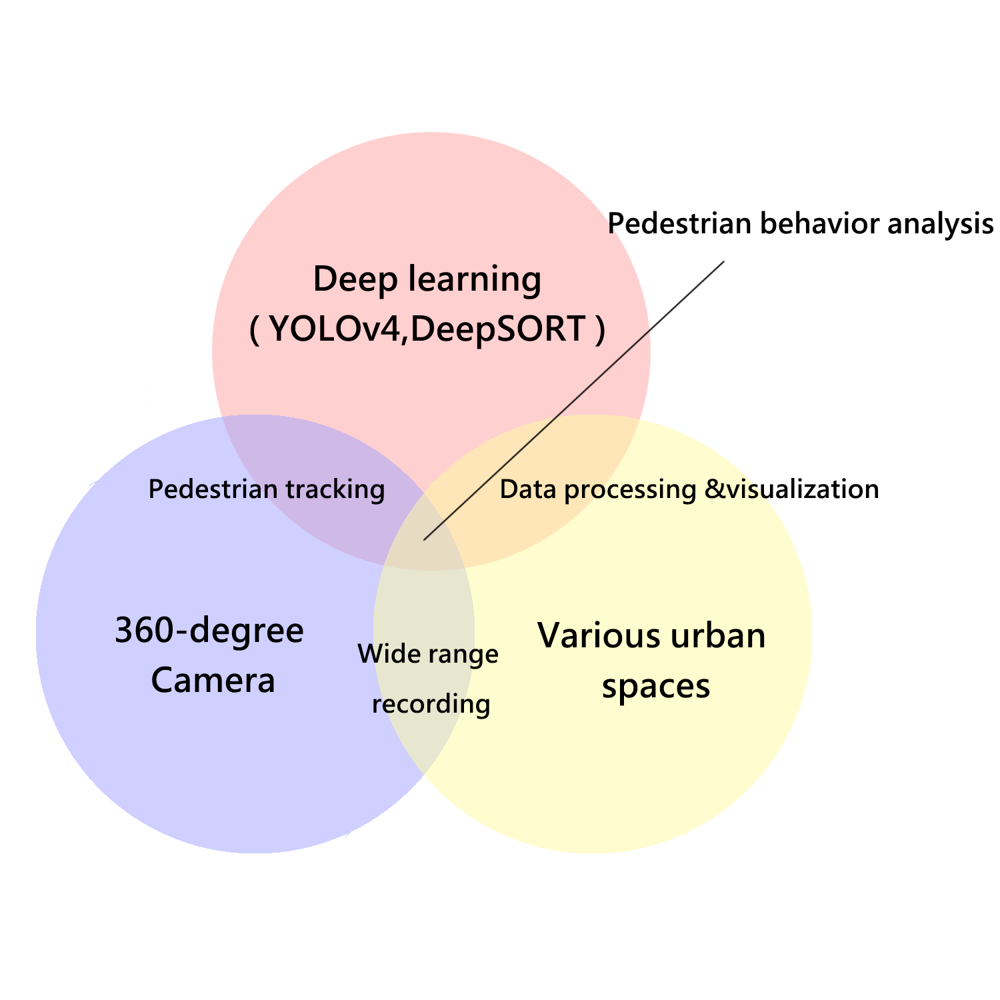 Pedestrian behavior analysis
Deep learning
( YOLOv4,DeepSORT )
Pedestrian tracking
Data processing &visualization
360-degree
Camera
Wide range
recording
Various urban
spaces